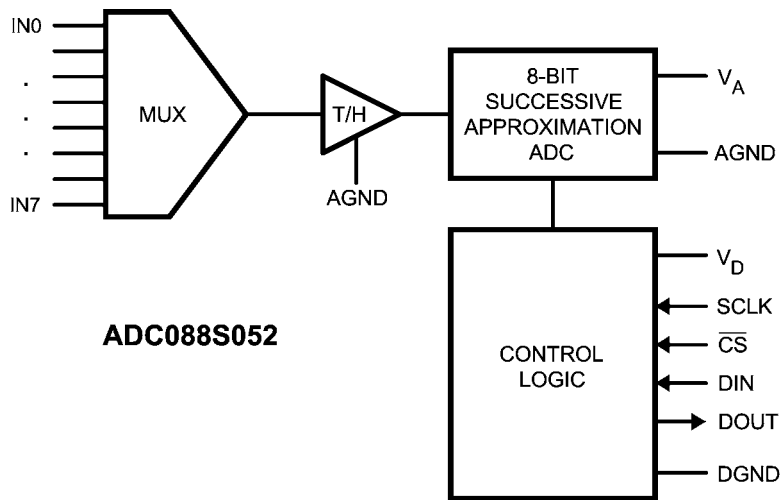 IN0
.
.
.
IN7
MUX
T/H
AGND
8-BIT
SUCCESSIVE
APPROXIMATION
ADC
VA
AGND
CONTROL
LOGIC
VD
SCLK
CS
DIN
DOUT
DGND
ADC088S052